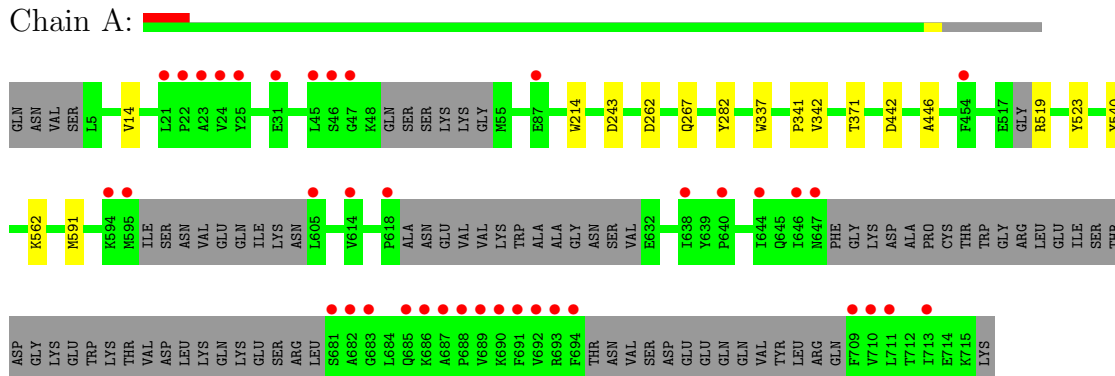 Chain A:
GLN ASN VAL SER L5 V14 L21 P22 A23 V24 Y25 E31 L45 S46 G47 K48 GLN SER SER LYS LYS GLY M55 E87 W214 D243 D262 Q267 Y282 W337 P341 V342 T371 D442 A446 F454 E517 GLY R519 Y523
K562 M591 K594 M595 ILE SER ASN VAL GLU GLN ILE LYS ASN L605 V614 P618 ALA ASN GLU VAL VAL LYS TRP ALA ALA GLY ASN SER VAL E632 I638 Y639 P640 I644 Q645 I646 N647 PHE GLY LYS ASP ALA PRO CYS THR TRP GLY ARG LEU GLU ILE SER THR
ASP GLY LYS GLU TRP LYS THR VAL ASP LEU LYS GLN LYS GLU SER ARG LEU S681 A682 G683 L684 Q685 K686 A687 P688 V689 K690 F691 V692 R693 F694 THR ASN VAL SER ASP GLU GLU GLN GLN VAL TYR LEU ARG GLN F709 V710 L711 T712 I713 E714 K715 LYS